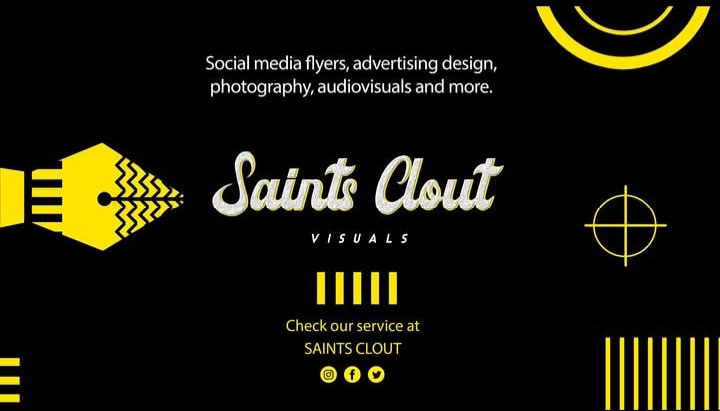 Social media flyers, advertising design,
photography, audiovisuals and more.
Saints Clout
VISUALS
Check our service at
SAINTS CLOUT